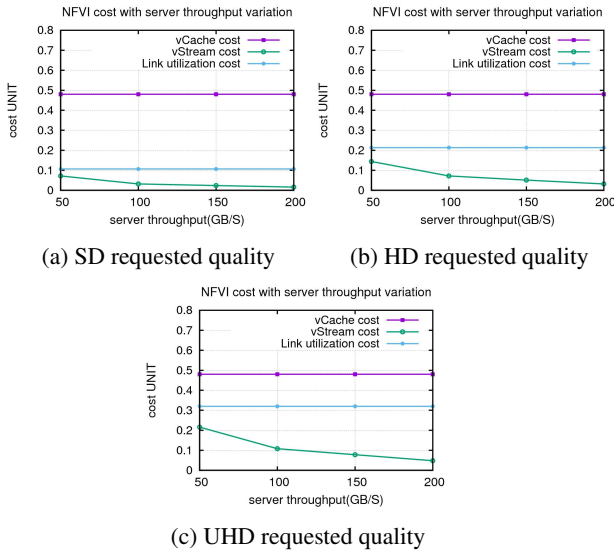 NFVI cost with server throughput variation
0.8
0.7
0.6
0.5
0.4
0.3
0.2
0.1
0
cost UNIT
vCache cost
vStream cost
Link utilization cost
50 100 150 200
server throughput(GB/S)
(a) SD requested quality
NFVI cost with server throughput variation
0.8
0.7
0.6
0.5
0.4
0.3
0.2
0.1
0
cost UNIT
vCache cost
vStream cost
Link utilization cost
50 100 150 200
server throughput(GB/S)
(b) HD requested quality
NFVI cost with server throughput variation
0.8
0.7
0.6
0.5
0.4
0.3
0.2
0.1
0
cost UNIT
vCache cost
vStream cost
Link utilization cost
50 100 150 200
server throughput(GB/S)
(c) UHD requested quality